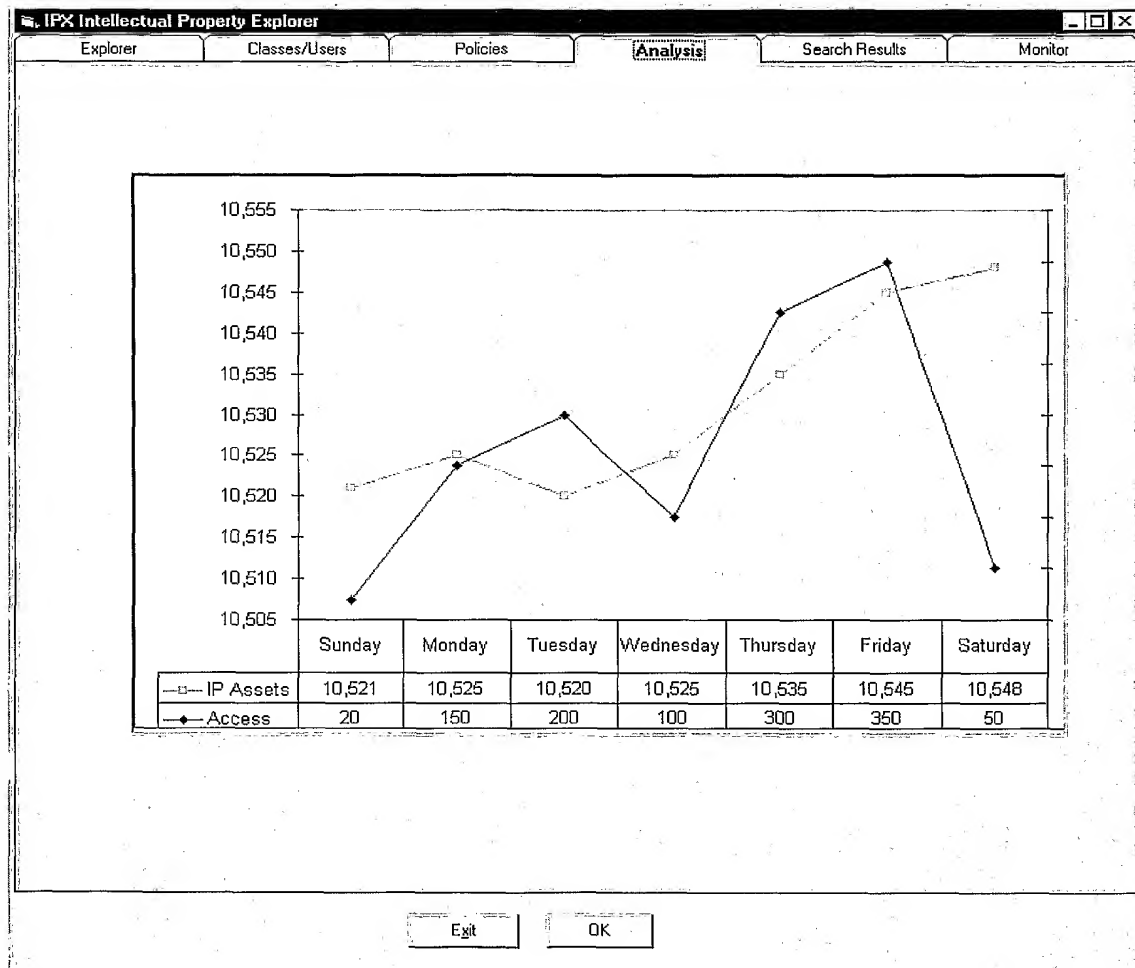 IPX Intellectual Property Explorer
Explorer Classes/Users Policies Analysis Search Results Monitor
10,555
10,550
10,545
10,540
10,535
10,530
10,525
10,520
10,515
10,510
10,505
Sunday Monday Tuesday Wednesday Thursday Friday Saturday
IP Assets 10,521 10,525 10,520 10,525 10,535 10,545 10,548
Access 20 150 200 100 300 350 50
Exit OK